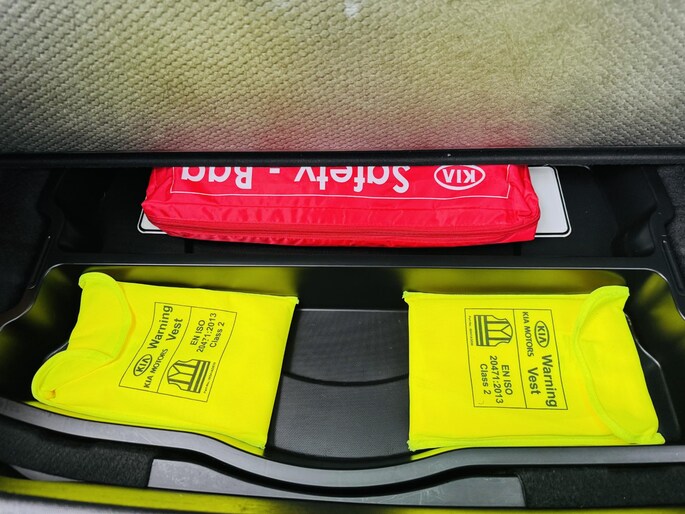 Safety - Bag
KIA
KIA
KIA MOTORS
Warning
Vest
EN ISO
20471:2013
Class 2
KIA
KIA MOTORS
Warning
Vest
EN ISO
20471:2013
Class 2